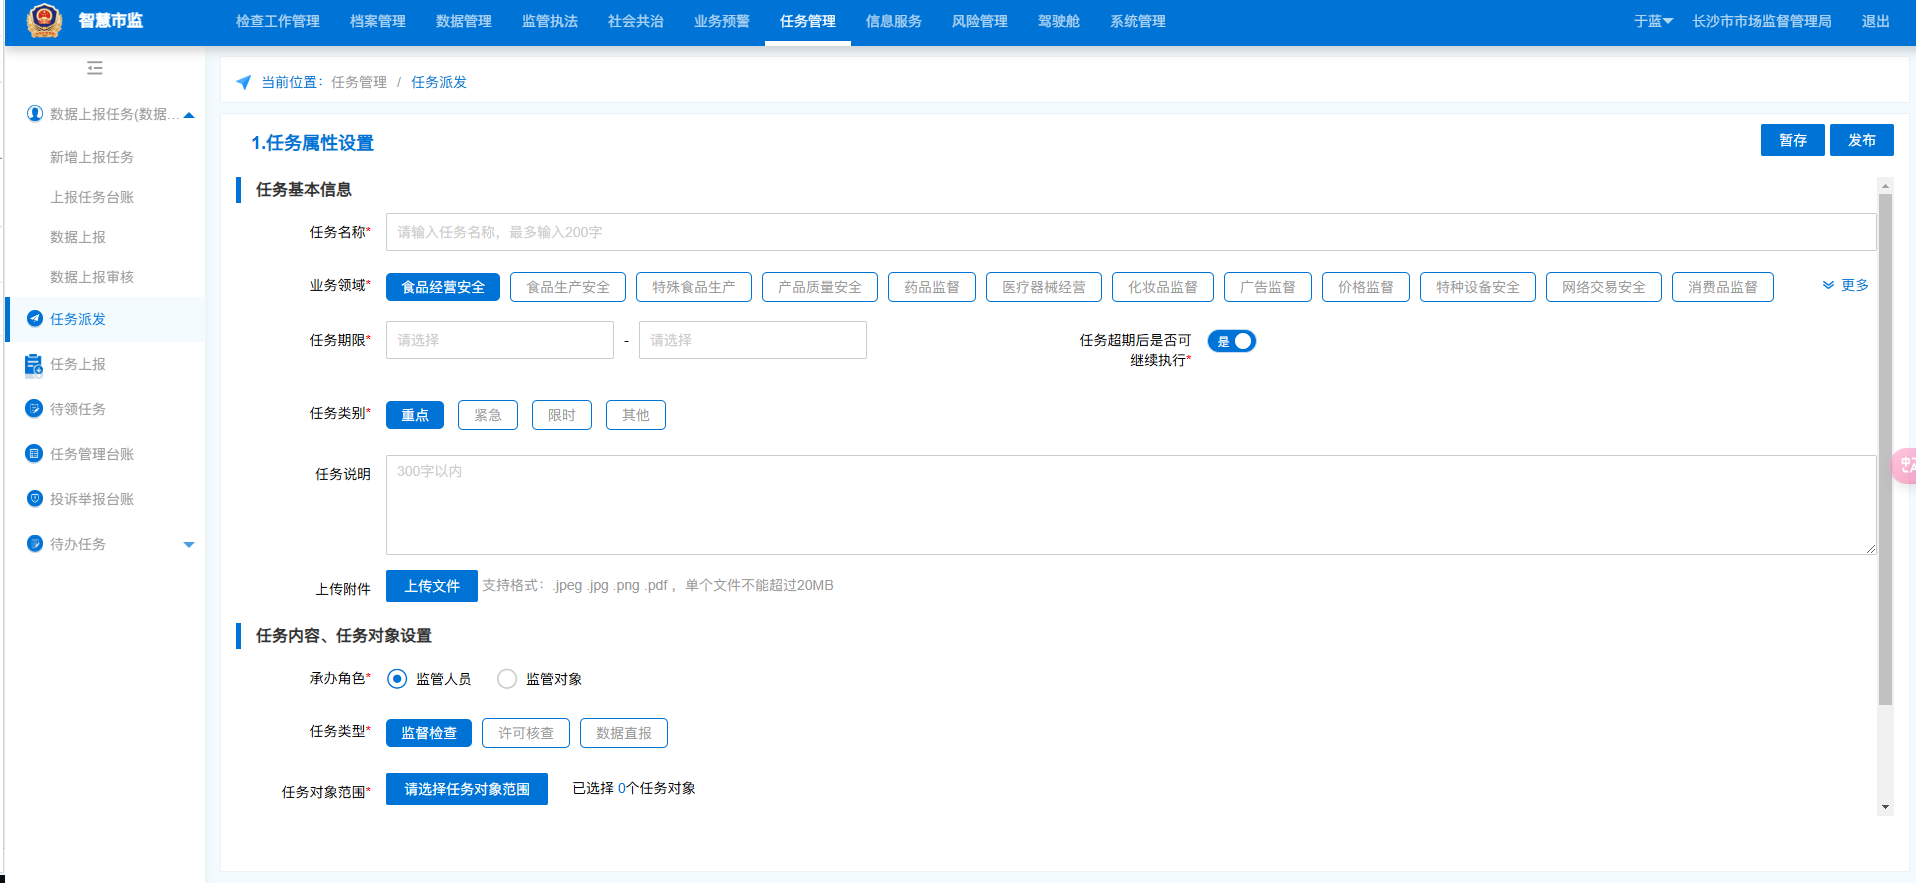 智慧市监 检查工作管理 档案管理 数据管理 监管执法 社会共治 业务预警 任务管理 信息服务 风险管理 驾驶舱 系统管理 于蓝 长沙市市场监督管理局 退出
数据上报任务(数据...
新增上报任务
上报任务台账
数据上报
数据上报审核
任务派发
任务上报
待领任务
任务管理台账
投诉举报台账
待办任务
当前位置： 任务管理 / 任务派发
1.任务属性设置 暂存 发布
任务基本信息
任务名称* 请输入任务名称，最多输入200字
业务领域* 食品经营安全 食品生产安全 特殊食品生产 产品质量安全 药品监督 医疗器械经营 化妆品监督 广告监督 价格监督 特种设备安全 网络交易安全 消费品监督 更多
任务期限* 请选择 - 请选择 任务超期后是否可 是
继续执行*
任务类别* 重点 紧急 限时 其他
任务说明 300字以内
上传附件 上传文件 支持格式：.jpeg .jpg .png .pdf ，单个文件不能超过20MB
任务内容、任务对象设置
承办角色* 监管人员 监管对象
任务类型* 监督检查 许可核查 数据直报
任务对象范围* 请选择任务对象范围 已选择 0个任务对象